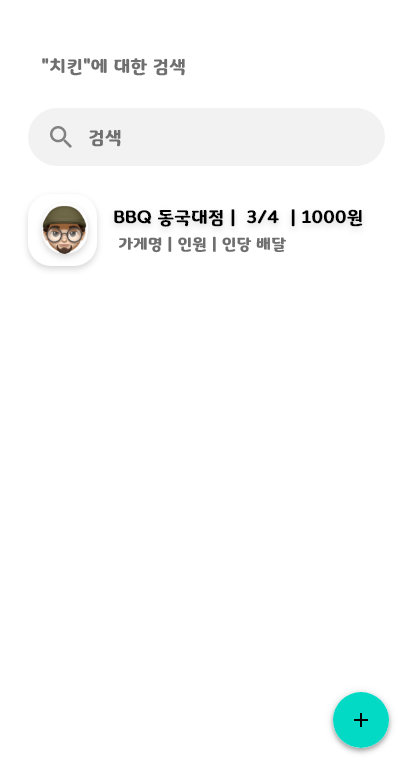 "치킨"에 대한 검색
검색
BBQ 동국대점 | 3/4 | 1000원
가게명 | 인원 | 인당 배달